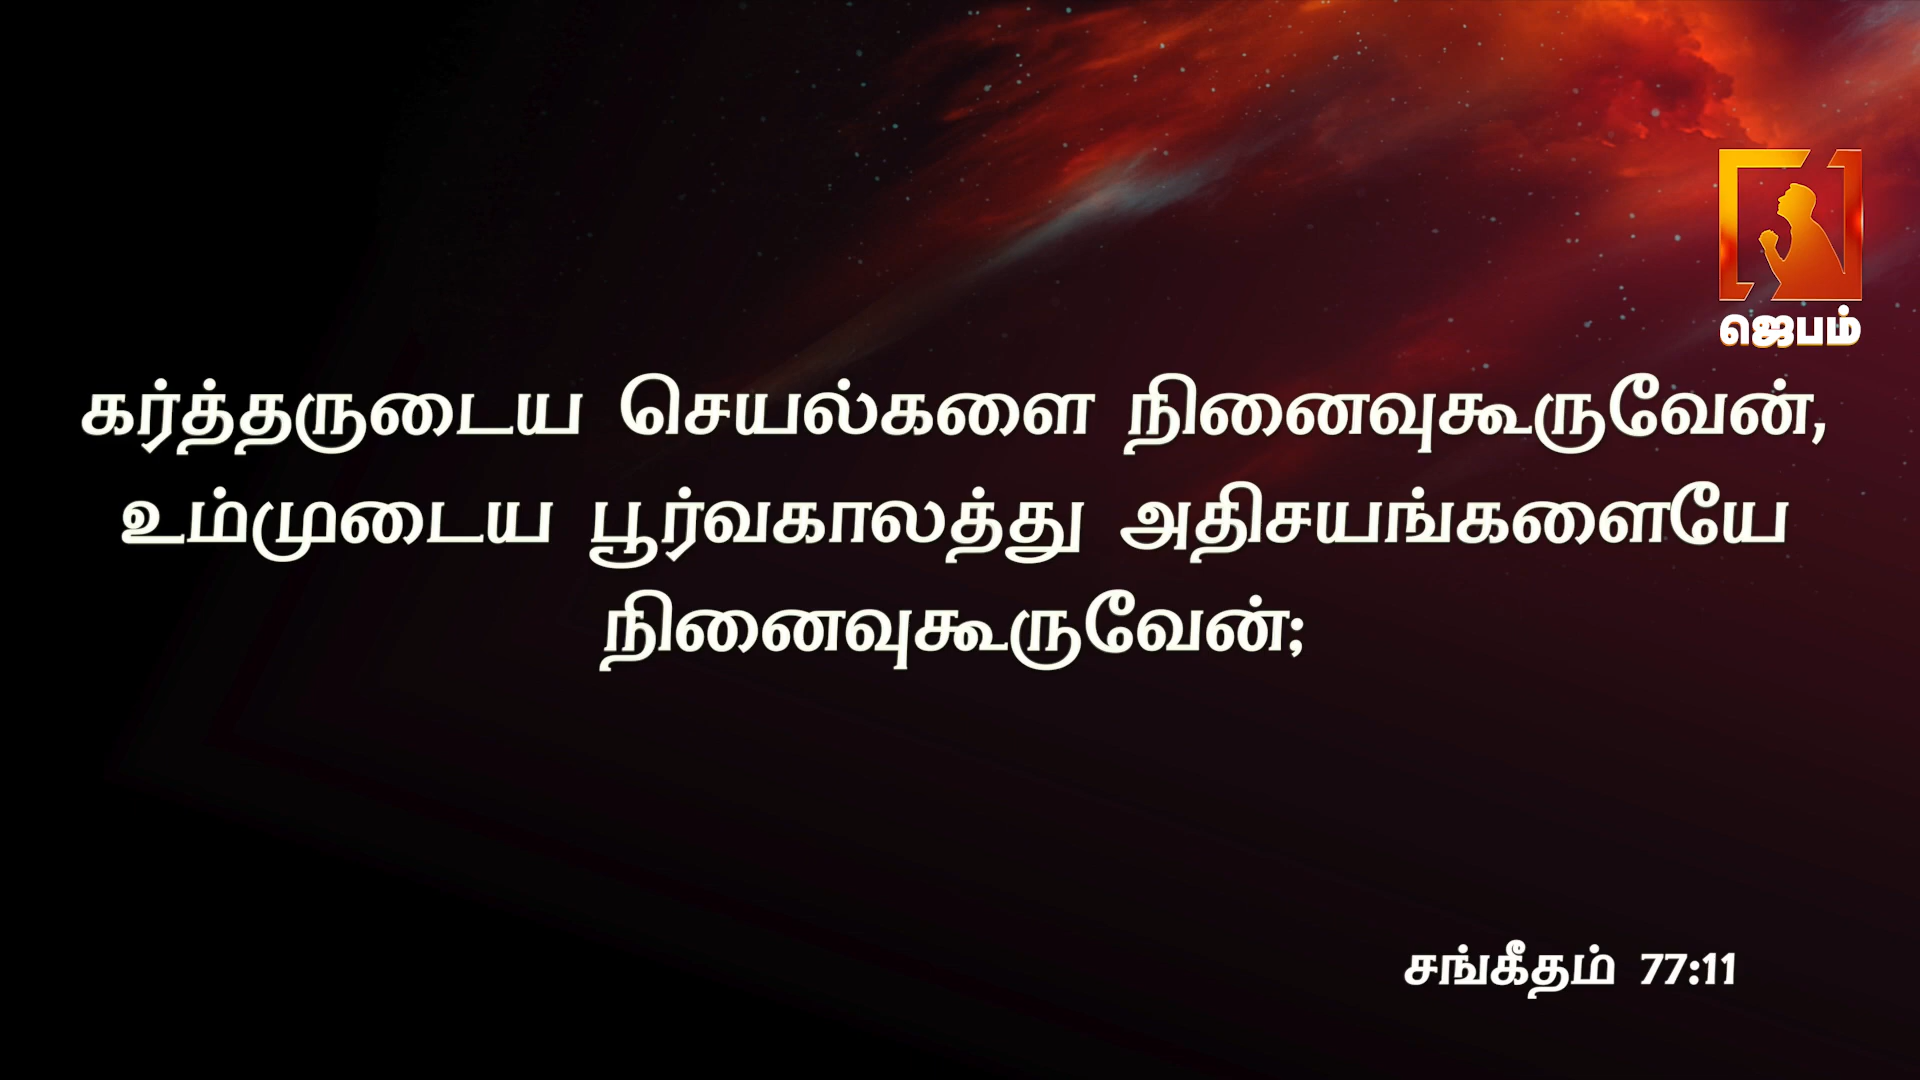 ஜெபம்
கர்த்தருடைய செயல்களை நினைவுகூருவேன்,
உம்முடைய பூர்வகாலத்து அதிசயங்களையே
நினைவுகூருவேன்;
சங்கீதம் 77:11